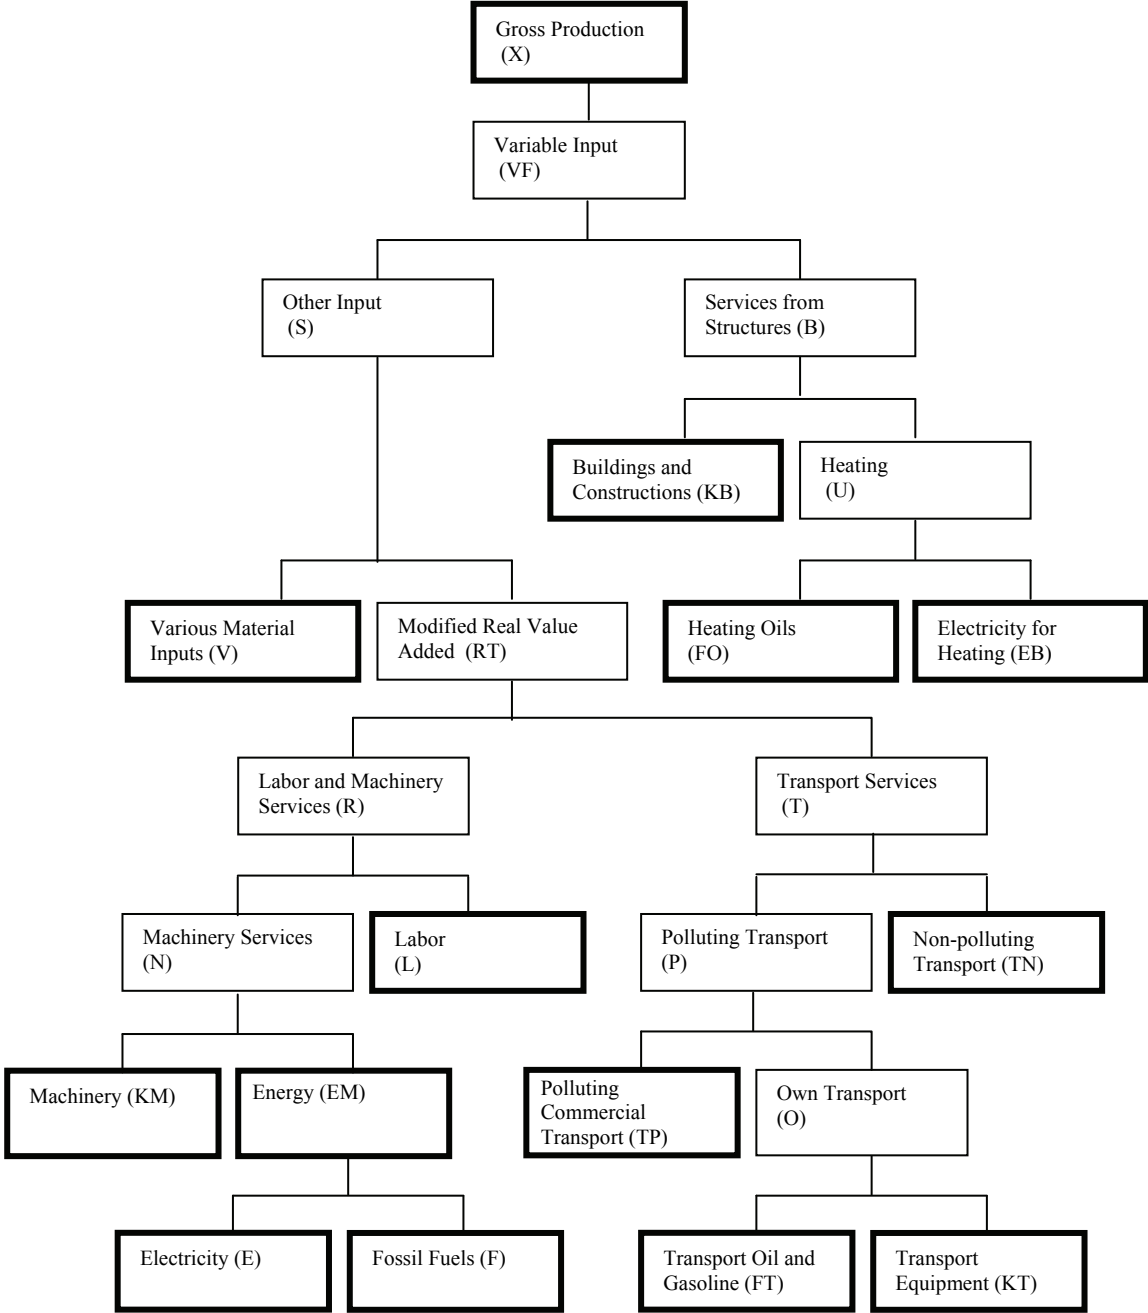 Gross Production
(X)
Variable Input
(VF)
Other Input
(S)
Services from
Structures (B)
Buildings and
Constructions (KB)
Heating
(U)
Various Material
Inputs (V)
Modified Real Value
Added (RT)
Heating Oils
(FO)
Electricity for
Heating (EB)
Labor and Machinery
Services (R)
Transport Services
(T)
Machinery Services
(N)
Labor
(L)
Polluting Transport
(P)
Non-polluting
Transport (TN)
Machinery (KM)
Energy (EM)
Polluting
Commercial
Transport (TP)
Own Transport
(O)
Electricity (E)
Fossil Fuels (F)
Transport Oil and
Gasoline (FT)
Transport
Equipment (KT)